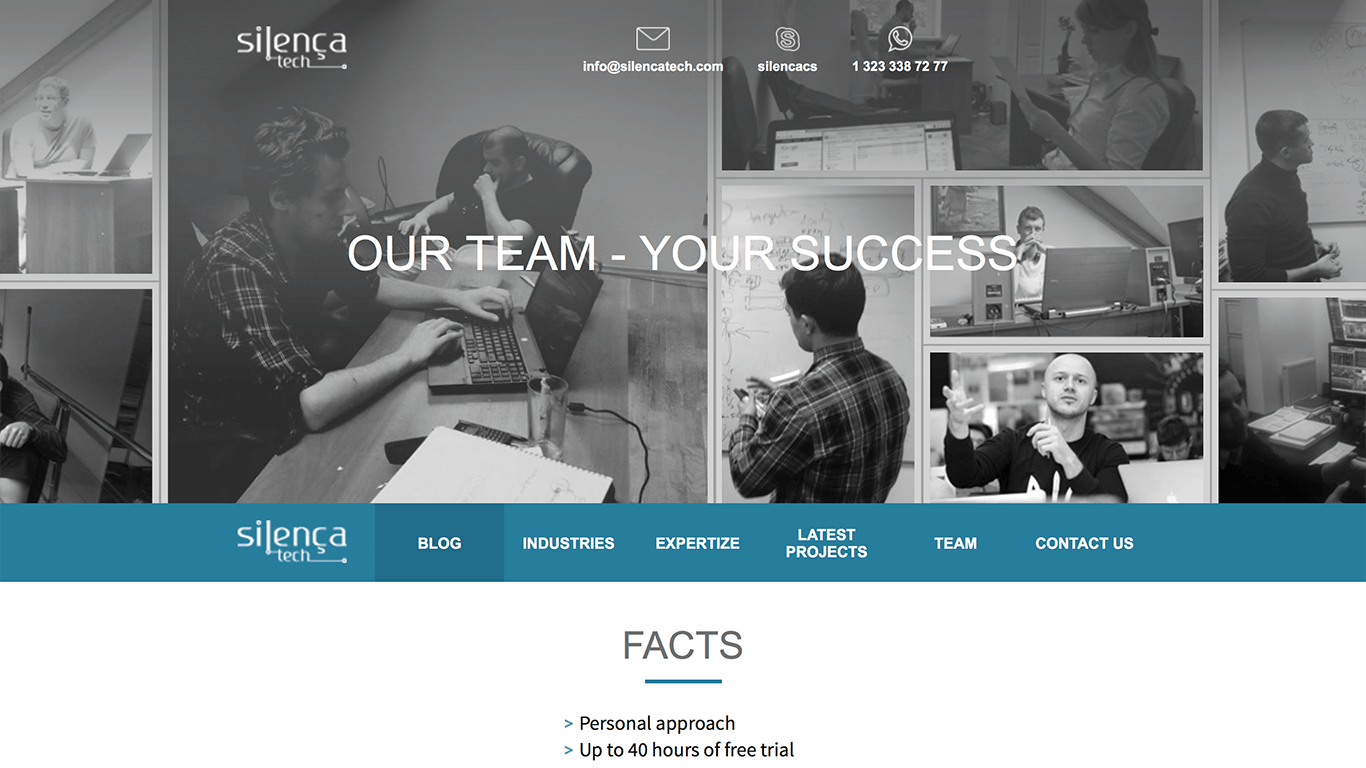 silença
tech
info@silencatech.com
silencacs
1 323 338 72 77
OUR TEAM - YOUR SUCCESS
silença
tech
BLOG
INDUSTRIES
EXPERTIZE
LATEST
PROJECTS
TEAM
CONTACT US
FACTS
> Personal approach
> Up to 40 hours of free trial